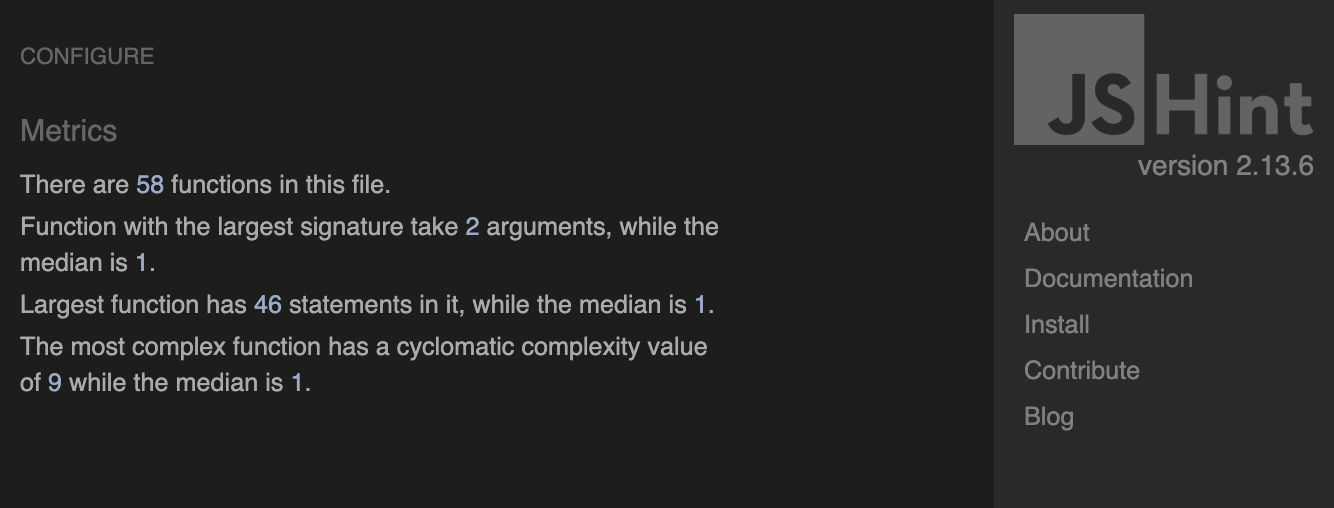 CONFIGURE
Metrics
There are 58 functions in this file.
Function with the largest signature take 2 arguments, while the
median is 1.
Largest function has 46 statements in it, while the median is 1.
The most complex function has a cyclomatic complexity value
of 9 while the median is 1.
JSHint
version 2.13.6
About
Documentation
Install
Contribute
Blog